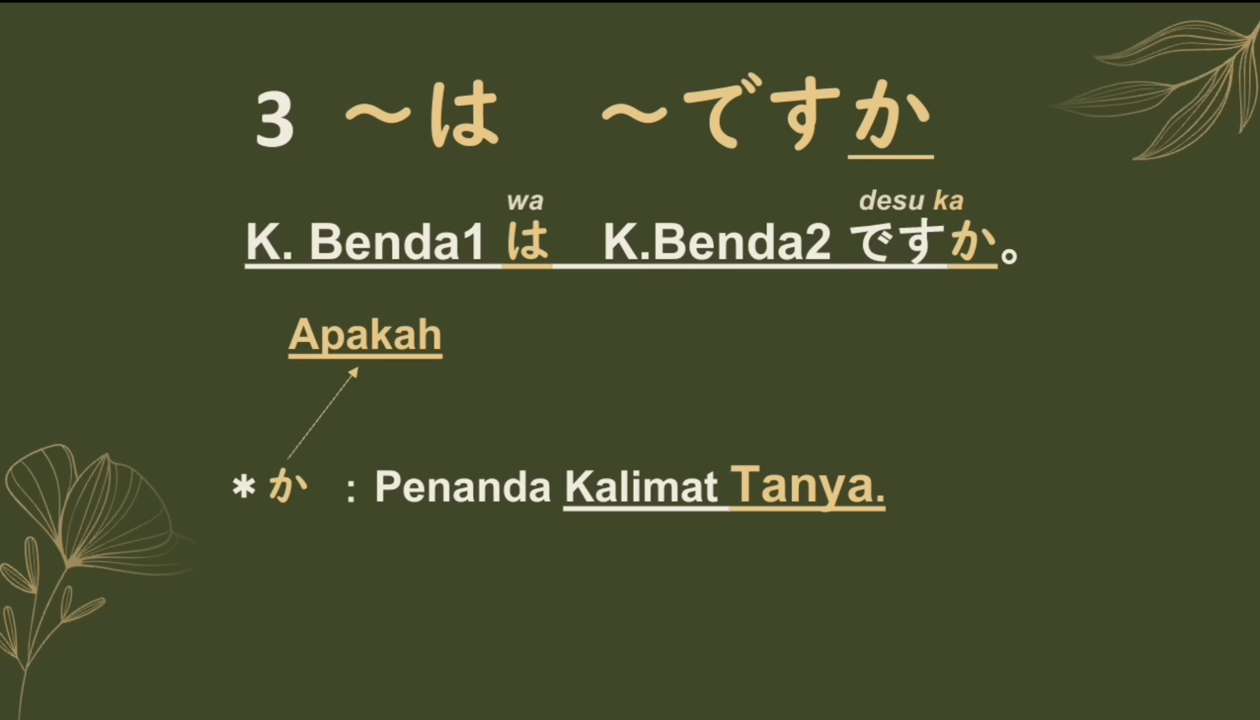 3 〜は 〜ですか
wa desu ka
K. Benda1 は K.Benda2 ですか。
Apakah
* か : Penanda Kalimat Tanya.